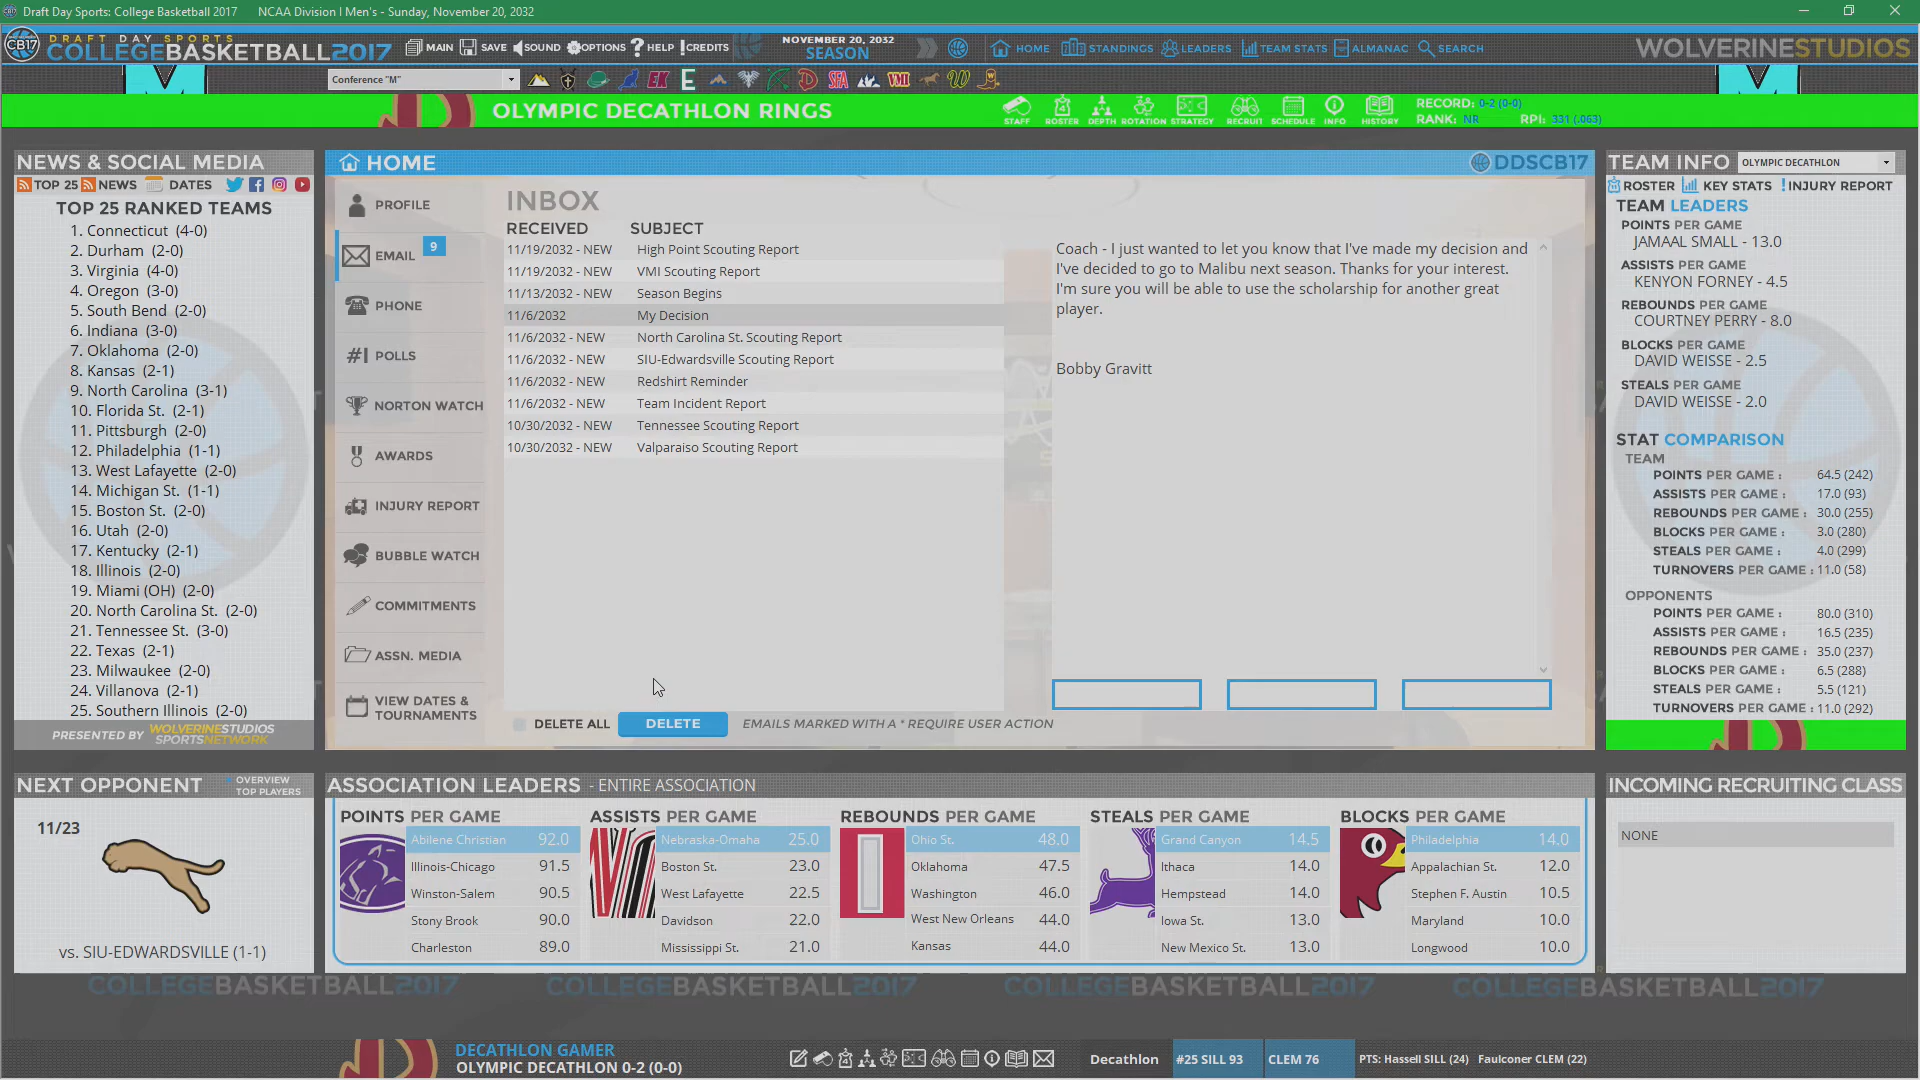 Draft Day Sports: College Basketball 2017 NCAA Division I Men's - Sunday, November 20, 2032
CB17 DRAFT DAY SPORTS
COLLEGEBASKETBALL2017
MAIN SAVE SOUND OPTIONS HELP CREDITS
NOVEMBER 20, 2032
SEASON
HOME STANDINGS LEADERS TEAM STATS ALMANAC SEARCH
WOLVERINESTUDIOS
Conference "M"
OLYMPIC DECATHLON RINGS
STAFF ROSTER DEPTH ROTATION STRATEGY RECRUIT SCHEDULE INFO HISTORY
RECORD: 0-2 (0-0)
RANK: NR RPI: 331 (.063)
NEWS & SOCIAL MEDIA
TOP 25 NEWS DATES
TOP 25 RANKED TEAMS
1. Connecticut (4-0)
2. Durham (2-0)
3. Virginia (4-0)
4. Oregon (3-0)
5. South Bend (2-0)
6. Indiana (3-0)
7. Oklahoma (2-0)
8. Kansas (2-1)
9. North Carolina (3-1)
10. Florida St. (2-1)
11. Pittsburgh (2-0)
12. Philadelphia (1-1)
13. West Lafayette (2-0)
14. Michigan St. (1-1)
15. Boston St. (2-0)
16. Utah (2-0)
17. Kentucky (2-1)
18. Illinois (2-0)
19. Miami (OH) (2-0)
20. North Carolina St. (2-0)
21. Tennessee St. (3-0)
22. Texas (2-1)
23. Milwaukee (2-0)
24. Villanova (2-1)
25. Southern Illinois (2-0)
PRESENTED BY WOLVERINESTUDIOS
SPORTSNETWORK
HOME
DDSCB17
PROFILE
EMAIL 9
PHONE
#1 POLLS
NORTON WATCH
AWARDS
INJURY REPORT
BUBBLE WATCH
COMMITMENTS
ASSN. MEDIA
VIEW DATES &
TOURNAMENTS
INBOX
RECEIVED SUBJECT
11/19/2032 - NEW High Point Scouting Report
11/19/2032 - NEW VMI Scouting Report
11/13/2032 - NEW Season Begins
11/6/2032 My Decision
11/6/2032 - NEW North Carolina St. Scouting Report
11/6/2032 - NEW SIU-Edwardsville Scouting Report
11/6/2032 - NEW Redshirt Reminder
11/6/2032 - NEW Team Incident Report
10/30/2032 - NEW Tennessee Scouting Report
10/30/2032 - NEW Valparaiso Scouting Report
Coach - I just wanted to let you know that I've made my decision and
I've decided to go to Malibu next season. Thanks for your interest.
I'm sure you will be able to use the scholarship for another great
player.
Bobby Gravitt
DELETE ALL DELETE EMAILS MARKED WITH A * REQUIRE USER ACTION
TEAM INFO OLYMPIC DECATHLON
ROSTER KEY STATS INJURY REPORT
TEAM LEADERS
POINTS PER GAME
JAMAAL SMALL - 13.0
ASSISTS PER GAME
KENYON FORNEY - 4.5
REBOUNDS PER GAME
COURTNEY PERRY - 8.0
BLOCKS PER GAME
DAVID WEISSE - 2.5
STEALS PER GAME
DAVID WEISSE - 2.0
STAT COMPARISON
TEAM
POINTS PER GAME : 64.5 (242)
ASSISTS PER GAME : 17.0 (93)
REBOUNDS PER GAME : 30.0 (255)
BLOCKS PER GAME : 3.0 (280)
STEALS PER GAME : 4.0 (299)
TURNOVERS PER GAME : 11.0 (58)
OPPONENTS
POINTS PER GAME : 80.0 (310)
ASSISTS PER GAME : 16.5 (235)
REBOUNDS PER GAME : 35.0 (237)
BLOCKS PER GAME : 6.5 (288)
STEALS PER GAME : 5.5 (121)
TURNOVERS PER GAME : 11.0 (292)
NEXT OPPONENT OVERVIEW
TOP PLAYERS
11/23
vs. SIU-EDWARDSVILLE (1-1)
ASSOCIATION LEADERS - ENTIRE ASSOCIATION
POINTS PER GAME
Abilene Christian 92.0
Illinois-Chicago 91.5
Winston-Salem 90.5
Stony Brook 90.0
Charleston 89.0
ASSISTS PER GAME
Nebraska-Omaha 25.0
Boston St. 23.0
West Lafayette 22.5
Davidson 22.0
Mississippi St. 21.0
REBOUNDS PER GAME
Ohio St. 48.0
Oklahoma 47.5
Washington 46.0
West New Orleans 44.0
Kansas 44.0
STEALS PER GAME
Grand Canyon 14.5
Ithaca 14.0
Hempstead 14.0
Iowa St. 13.0
New Mexico St. 13.0
BLOCKS PER GAME
Philadelphia 14.0
Appalachian St. 12.0
Stephen F. Austin 10.5
Maryland 10.0
Longwood 10.0
INCOMING RECRUITING CLASS
NONE
COLLEGEBASKETBALL2017 COLLEGEBASKETBALL2017 COLLEGEBASKETBALL2017 COLLEGEBASKETBALL2017
DECATHLON GAMER
OLYMPIC DECATHLON 0-2 (0-0)
Decathlon #25 SILL 93 CLEM 76 PTS: Hassell SILL (24) Faulconer CLEM (22)